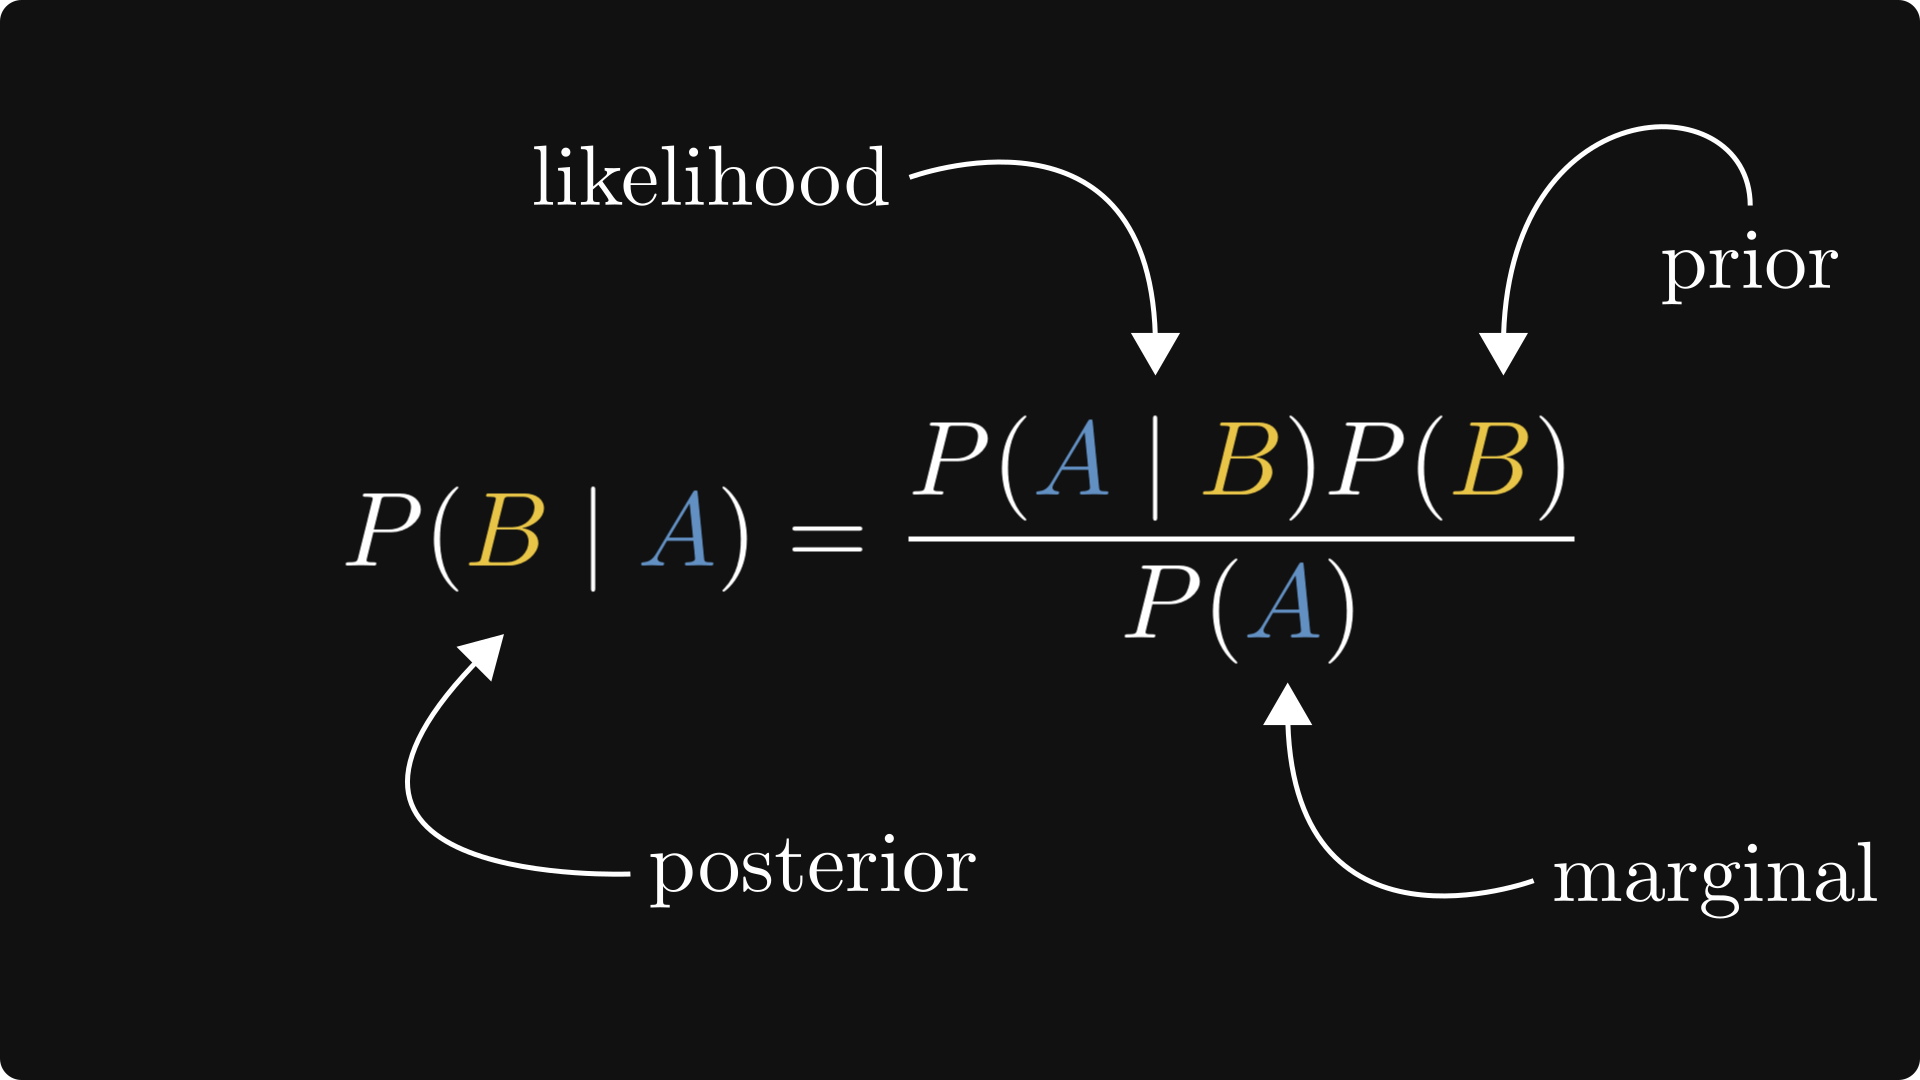 likelihood
prior
P(B | A) = P(A | B)P(B) / P(A)
posterior
marginal